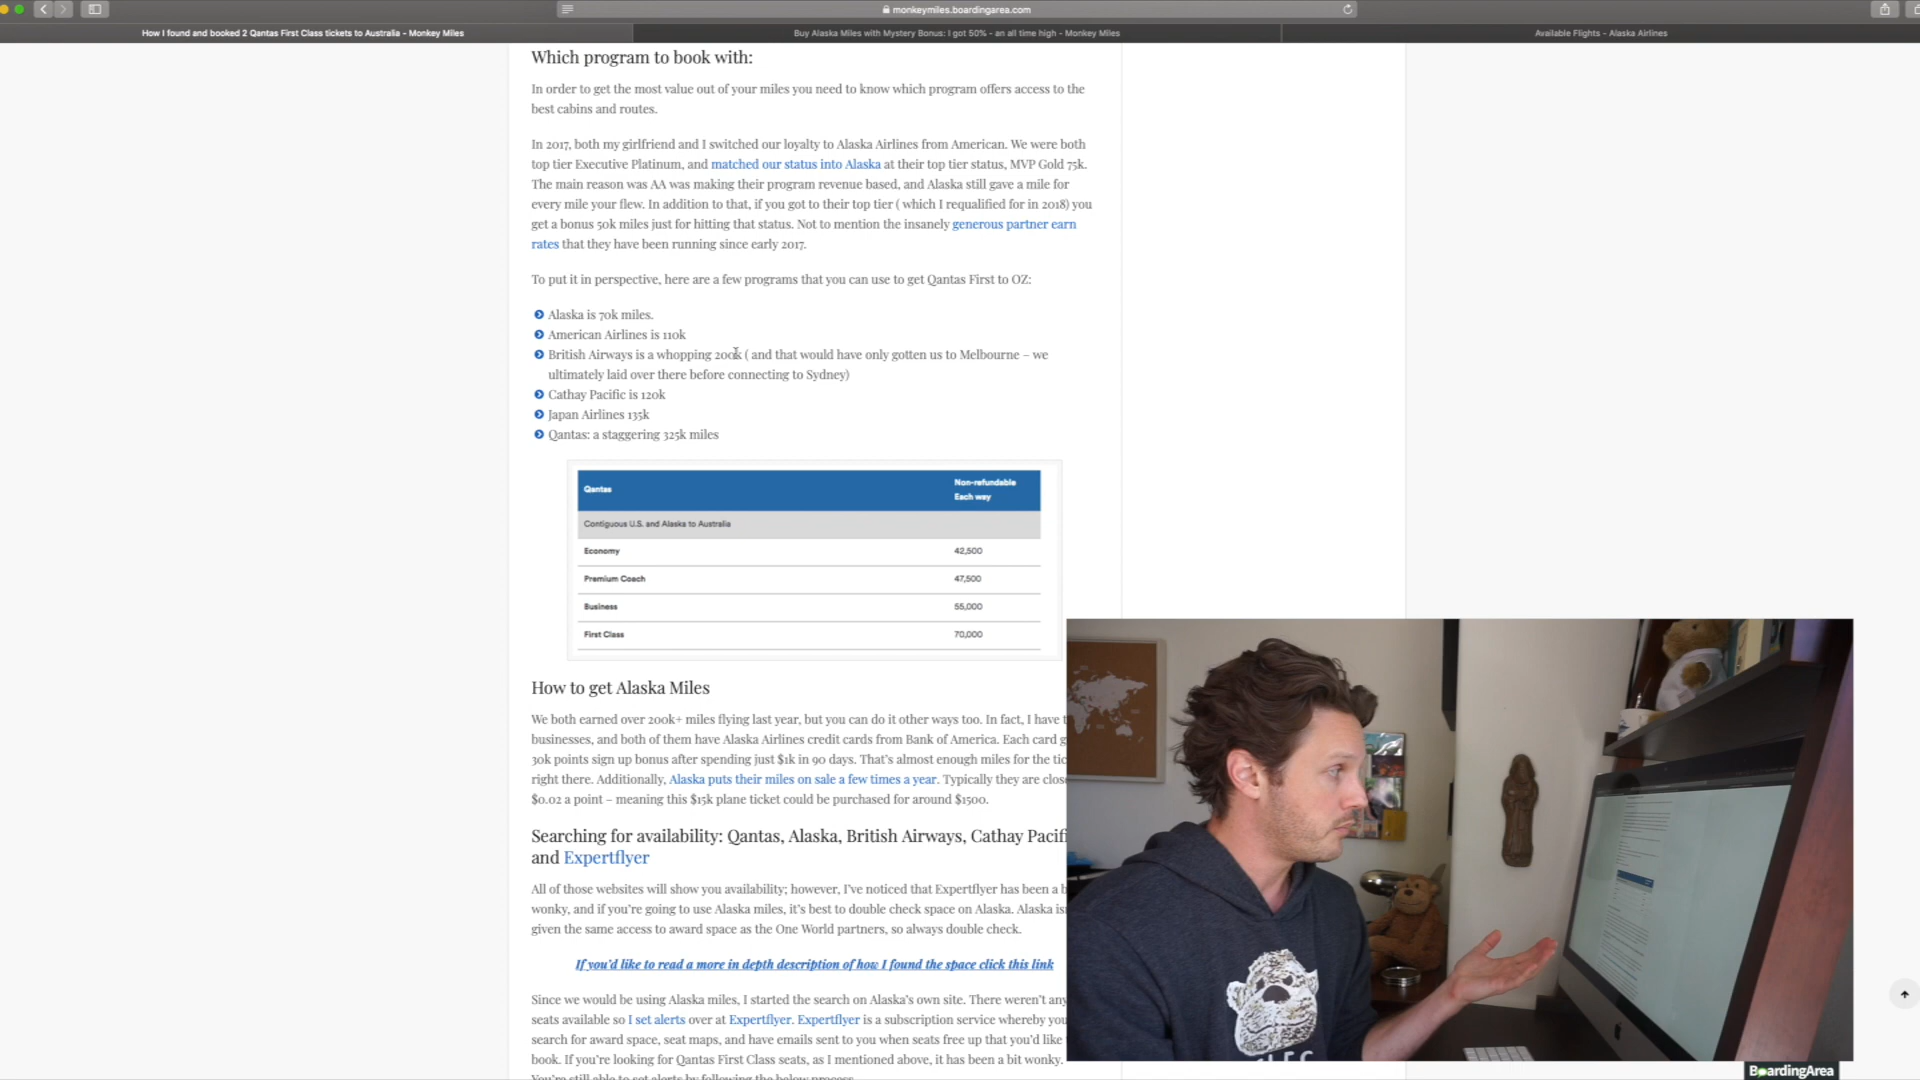 monkeymiles.boardingarea.com
How I found and booked 2 Qantas First Class tickets to Australia - Monkey Miles
Buy Alaska Miles with Mystery Bonus: I got 50% - an all time high - Monkey Miles
Available Flights - Alaska Airlines
Which program to book with:
In order to get the most value out of your miles you need to know which program offers access to the
best cabins and routes.
In 2017, both my girlfriend and I switched our loyalty to Alaska Airlines from American. We were both
top tier Executive Platinum, and matched our status into Alaska at their top tier status, MVP Gold 75k.
The main reason was AA was making their program revenue based, and Alaska still gave a mile for
every mile your flew. In addition to that, if you got to their top tier ( which I requalified for in 2018) you
get a bonus 50k miles just for hitting that status. Not to mention the insanely generous partner earn
rates that they have been running since early 2017.
To put it in perspective, here are a few programs that you can use to get Qantas First to OZ:
Alaska is 70k miles.
American Airlines is 110k
British Airways is a whopping 200k ( and that would have only gotten us to Melbourne – we
ultimately laid over there before connecting to Sydney)
Cathay Pacific is 120k
Japan Airlines 135k
Qantas: a staggering 325k miles
Qantas Non-refundable
Each way
Contiguous U.S. and Alaska to Australia
Economy 42,500
Premium Coach 47,500
Business 55,000
First Class 70,000
How to get Alaska Miles
We both earned over 200k+ miles flying last year, but you can do it other ways too. In fact, I have
businesses, and both of them have Alaska Airlines credit cards from Bank of America. Each card
30k points sign up bonus after spending just $1k in 90 days. That's almost enough miles for the
right there. Additionally, Alaska puts their miles on sale a few times a year. Typically they are
$0.02 a point – meaning this $15k plane ticket could be purchased for around $1500.
Searching for availability: Qantas, Alaska, British Airways, Cathay
and Expertflyer
All of those websites will show you availability; however, I've noticed that Expertflyer has been a
wonky, and if you're going to use Alaska miles, it's best to double check space on Alaska. Alaska
given the same access to award space as the One World partners, so always double check.
If you'd like to read a more in depth description of how I found the space click this link
Since we would be using Alaska miles, I started the search on Alaska's own site. There weren't any
seats available so I set alerts over at Expertflyer. Expertflyer is a subscription service whereby you
search for award space, seat maps, and have emails sent to you when seats free up that you'd like
book. If you're looking for Qantas First Class seats, as I mentioned above, it has been a bit wonky.
You're still able to set alerts by following the below process
BoardingArea